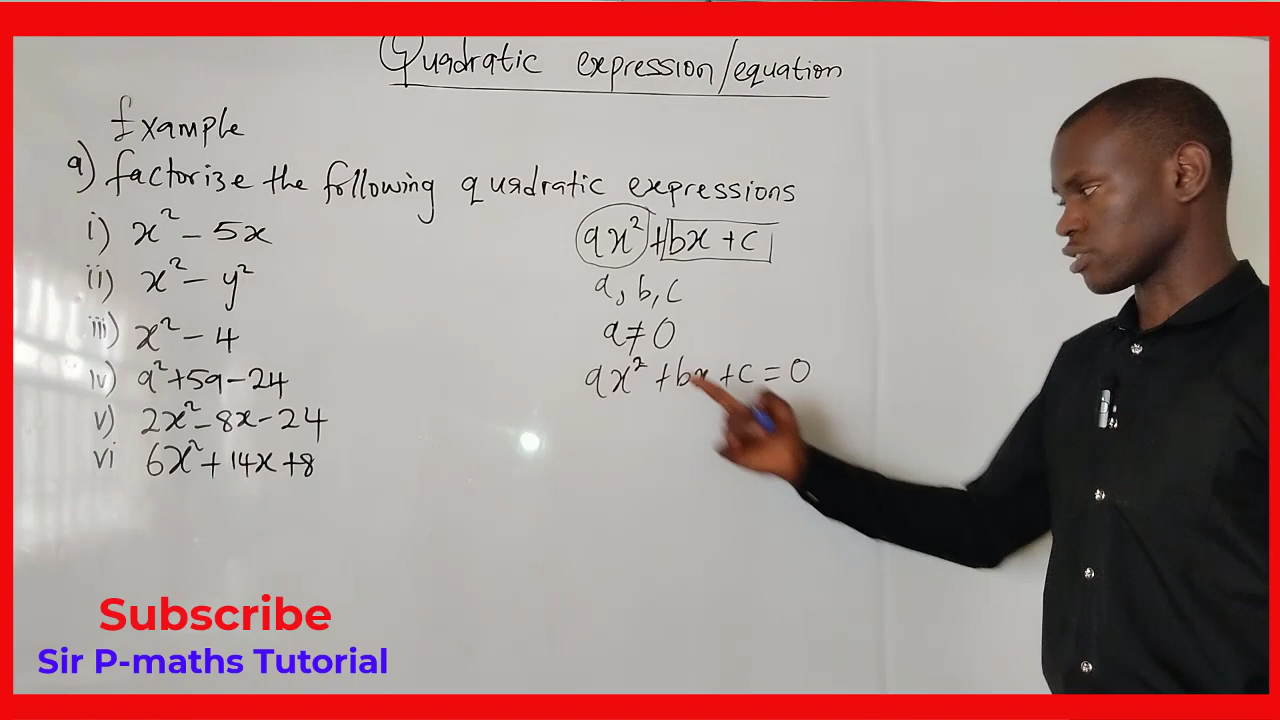 Quadratic expression/equation
Example
a) factorize the following quadratic expressions
i) x² - 5x
ii) x² - y²
iii) x² - 4
iv) a² + 5a - 24
v) 2x² - 8x - 24
vi 6x² + 14x + 8
ax² + bx + c
a, b, c
a ≠ 0
ax² + bx + c = 0
Subscribe
Sir P-maths Tutorial